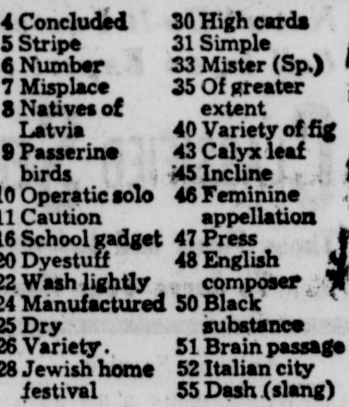 4 Concluded
5 Stripe
6 Number
7 Misplace
8 Natives of
Latvia
9 Passerine
birds
10 Operatic solo
11 Caution
16 School gadget
20 Dyestuff
22 Wash lightly
24 Manufactured
25 Dry
26 Variety.
28 Jewish home
festival
30 High cards
31 Simple
33 Mister (Sp.)
35 Of greater
extent
40 Variety of fig
43 Calyx leaf
45 Incline
46 Feminine
appellation
47 Press
48 English
composer
50 Black
substance
51 Brain passage
52 Italian city
55 Dash (slang)